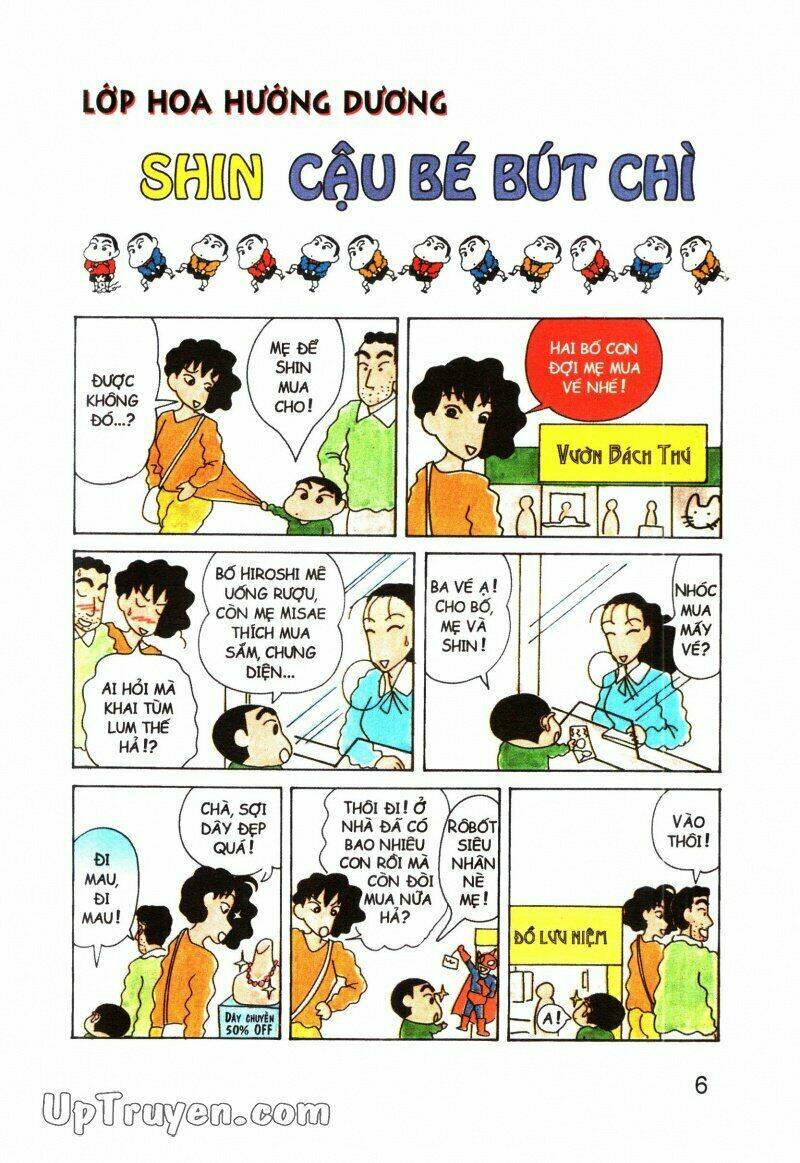 LỚP HOA HƯỜNG DƯƠNG
SHIN CẬU BÉ BÚT CHÌ
HAI BỐ CON
ĐỢI MẸ MUA
VÉ NHÉ!
VƯỜN BÁCH THÚ
MẸ ĐỂ
SHIN
MUA
CHO!
ĐƯỢC
KHÔNG
ĐỐ...?
NHÓC
MUA
MẤY
VÉ?
BA VÉ Ạ!
CHO BỐ,
MẸ VÀ
SHIN!
BỐ HIROSHI MÊ
UỐNG RƯỢU,
CÒN MẸ MISAE
THÍCH MUA
SẮM, CHƯNG
DIỆN...
AI HỎI MÀ
KHAI TÙM
LUM THẾ
HẢ!?
VÀO
THÔI!
ĐỒ LƯU NIỆM
A!
RÔBỐT
SIÊU
NHÂN
NÈ
MẸ!
THÔI ĐI! Ở
NHÀ ĐÃ CÓ
BAO NHIÊU
CON RỒI MÀ
CÒN ĐÒI
MUA NỮA
HẢ?
CHÀ, SỢI
DÂY ĐẸP
QUÁ!
ĐI
MAU,
ĐI
MAU!
DÂY CHUYỀN
50% OFF
6
UpTruyen.com